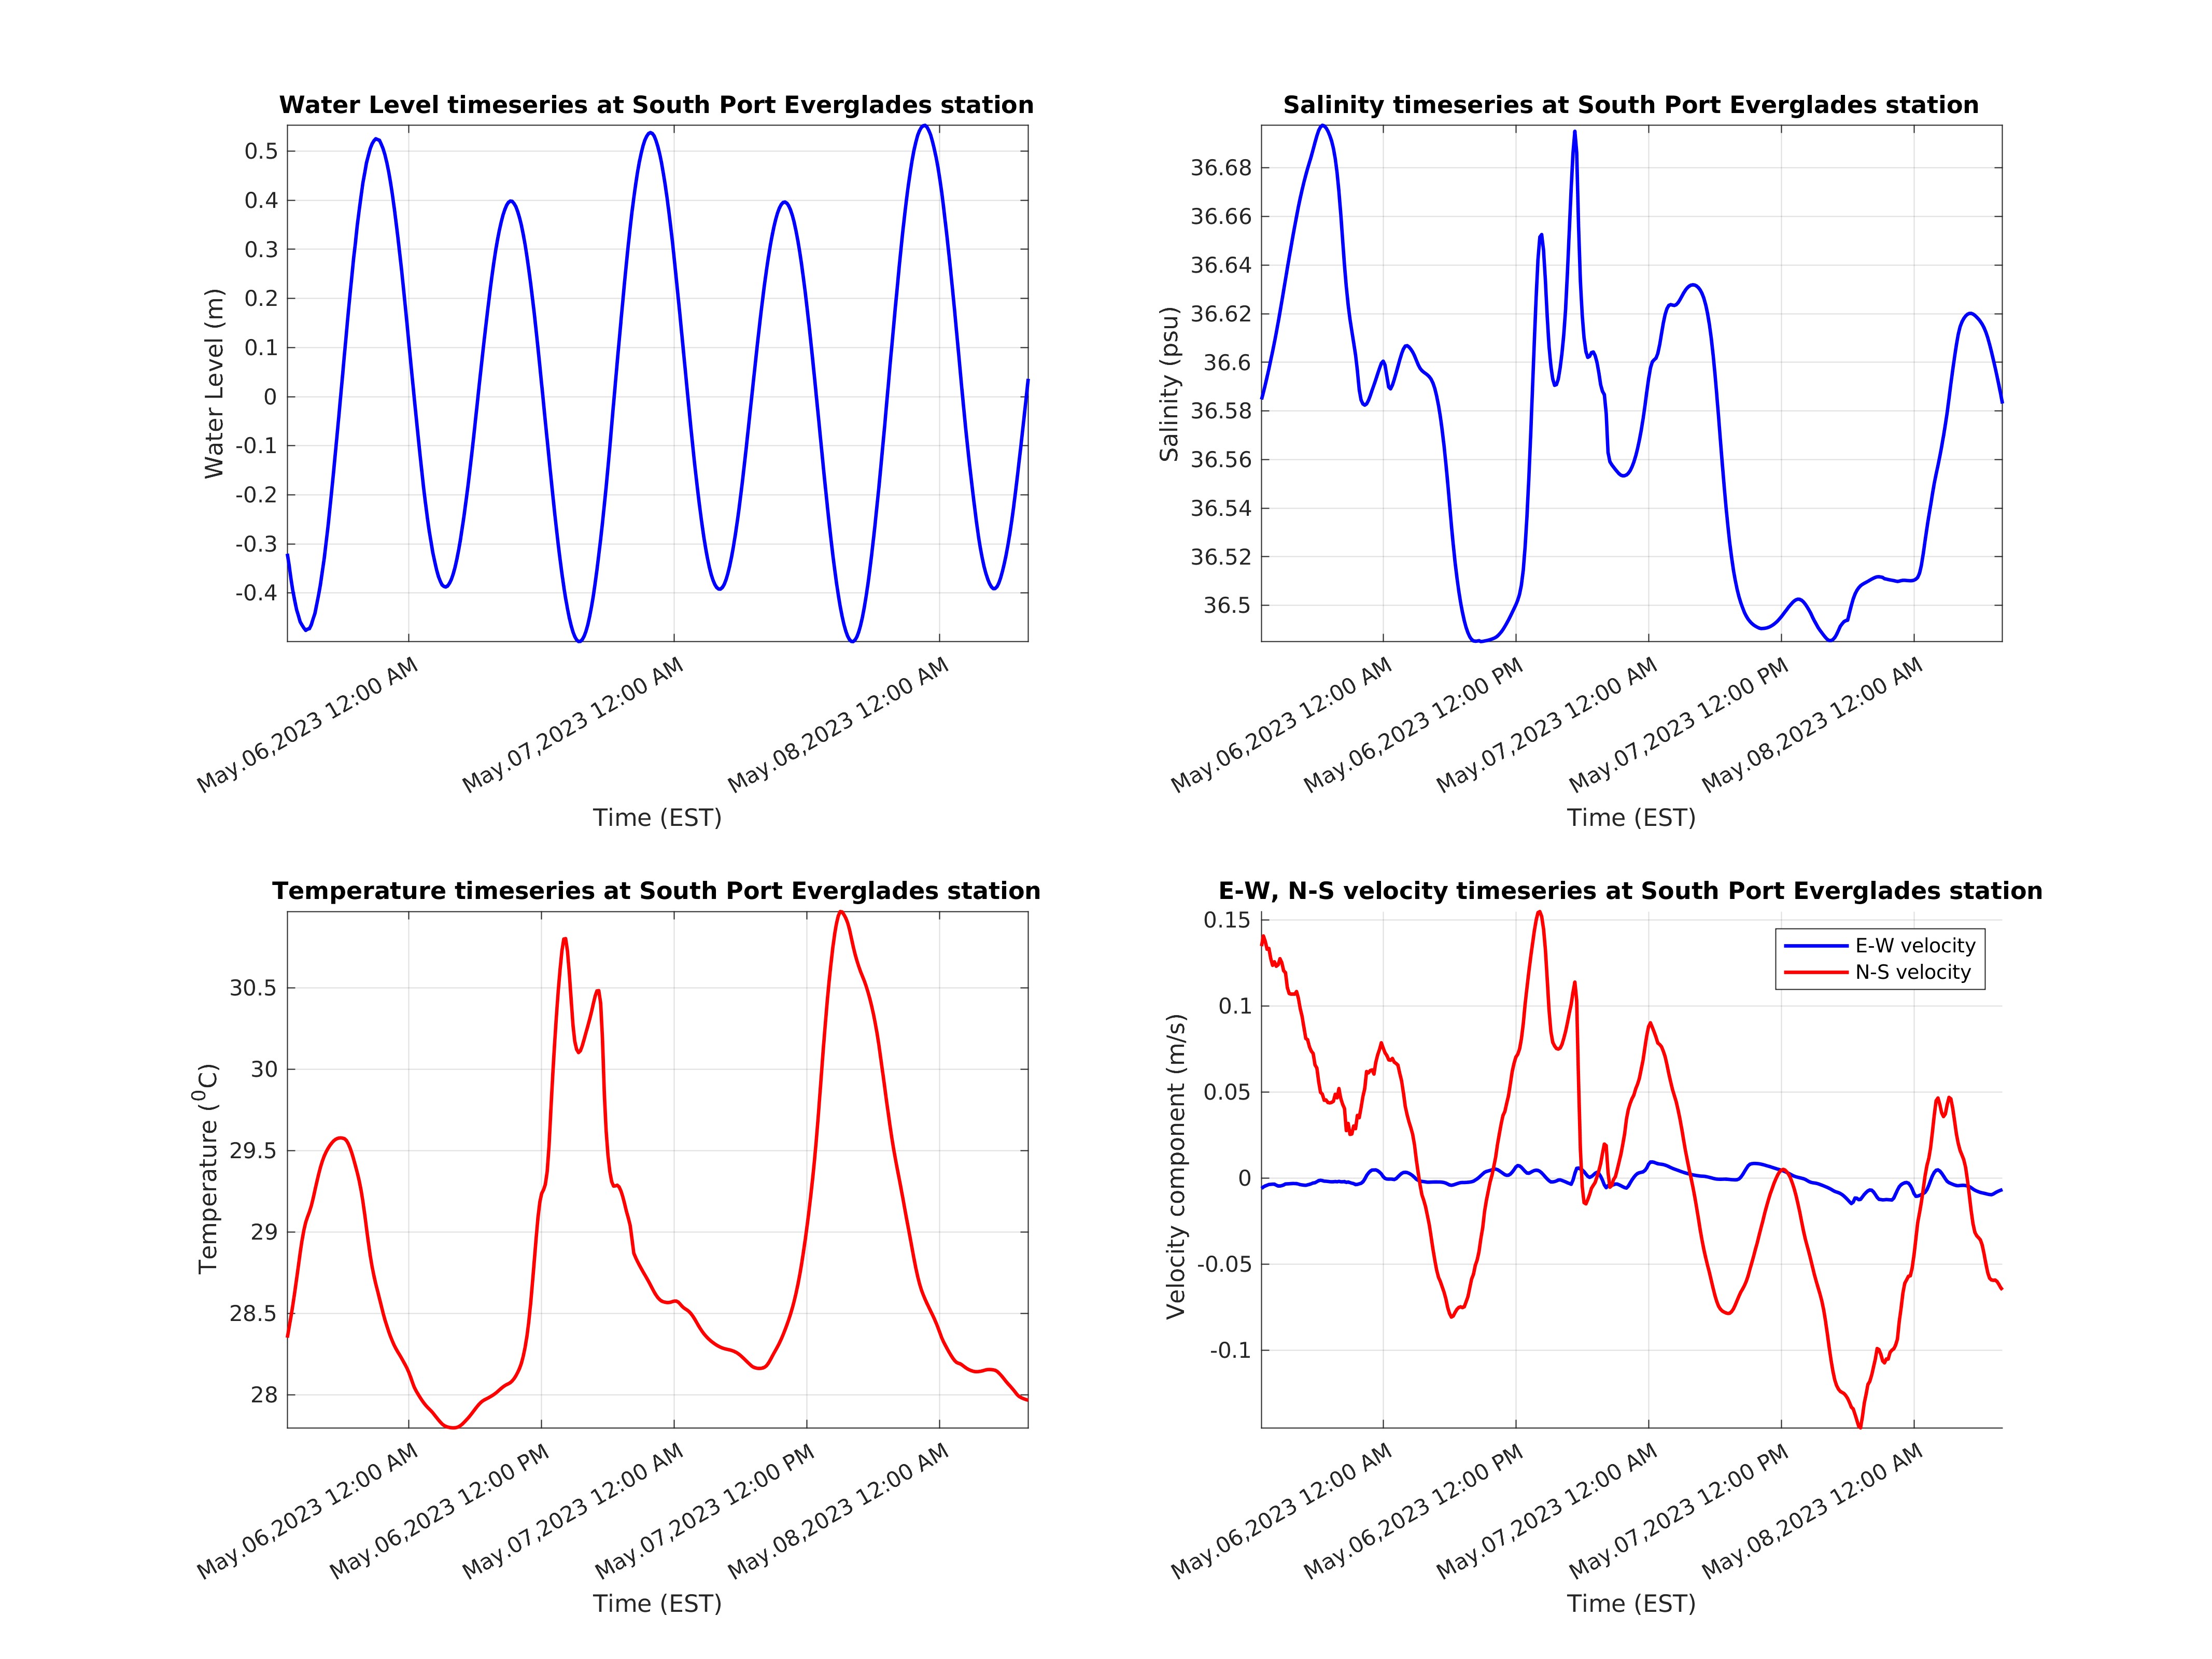 Water Level timeseries at South Port Everglades station
Water Level (m)
0.5
0.4
0.3
0.2
0.1
0
-0.1
-0.2
-0.3
-0.4
May.06,2023 12:00 AM
May.07,2023 12:00 AM
May.08,2023 12:00 AM
Time (EST)
Salinity timeseries at South Port Everglades station
Salinity (psu)
36.68
36.66
36.64
36.62
36.6
36.58
36.56
36.54
36.52
36.5
May.06,2023 12:00 AM
May.06,2023 12:00 PM
May.07,2023 12:00 AM
May.07,2023 12:00 PM
May.08,2023 12:00 AM
Time (EST)
Temperature timeseries at South Port Everglades station
Temperature (⁰C)
30.5
30
29.5
29
28.5
28
May.06,2023 12:00 AM
May.06,2023 12:00 PM
May.07,2023 12:00 AM
May.07,2023 12:00 PM
May.08,2023 12:00 AM
Time (EST)
E-W, N-S velocity timeseries at South Port Everglades station
Velocity component (m/s)
0.15
0.1
0.05
0
-0.05
-0.1
E-W velocity
N-S velocity
May.06,2023 12:00 AM
May.06,2023 12:00 PM
May.07,2023 12:00 AM
May.07,2023 12:00 PM
May.08,2023 12:00 AM
Time (EST)